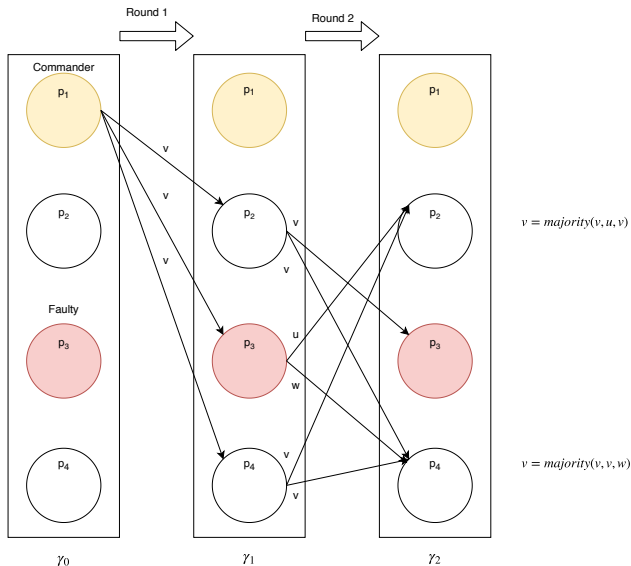 Round 1
Round 2
Commander
p1
p1
p1
v
v
p2
p2
p2
v
v = majority(v, u, v)
v
v
Faulty
u
p3
p3
p3
w
v
p4
p4
p4
v = majority(v, v, w)
v
γ0
γ1
γ2